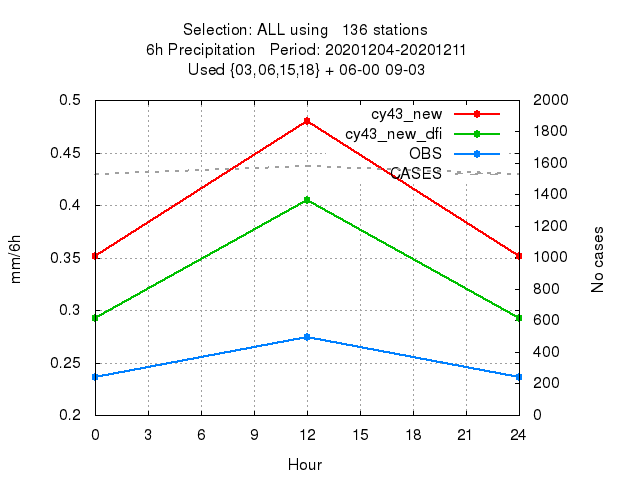 Selection: ALL using   136 stations
6h Precipitation   Period: 20201204-20201211
Used {03,06,15,18} + 06-00 09-03
0.5
0.45
0.4
0.35
0.3
0.25
0.2
mm/6h
cy43_new
cy43_new_dfi
OBS
CASES
2000
1800
1600
1400
1200
1000
800
600
400
200
0
No cases
0 3 6 9 12 15 18 21 24
Hour